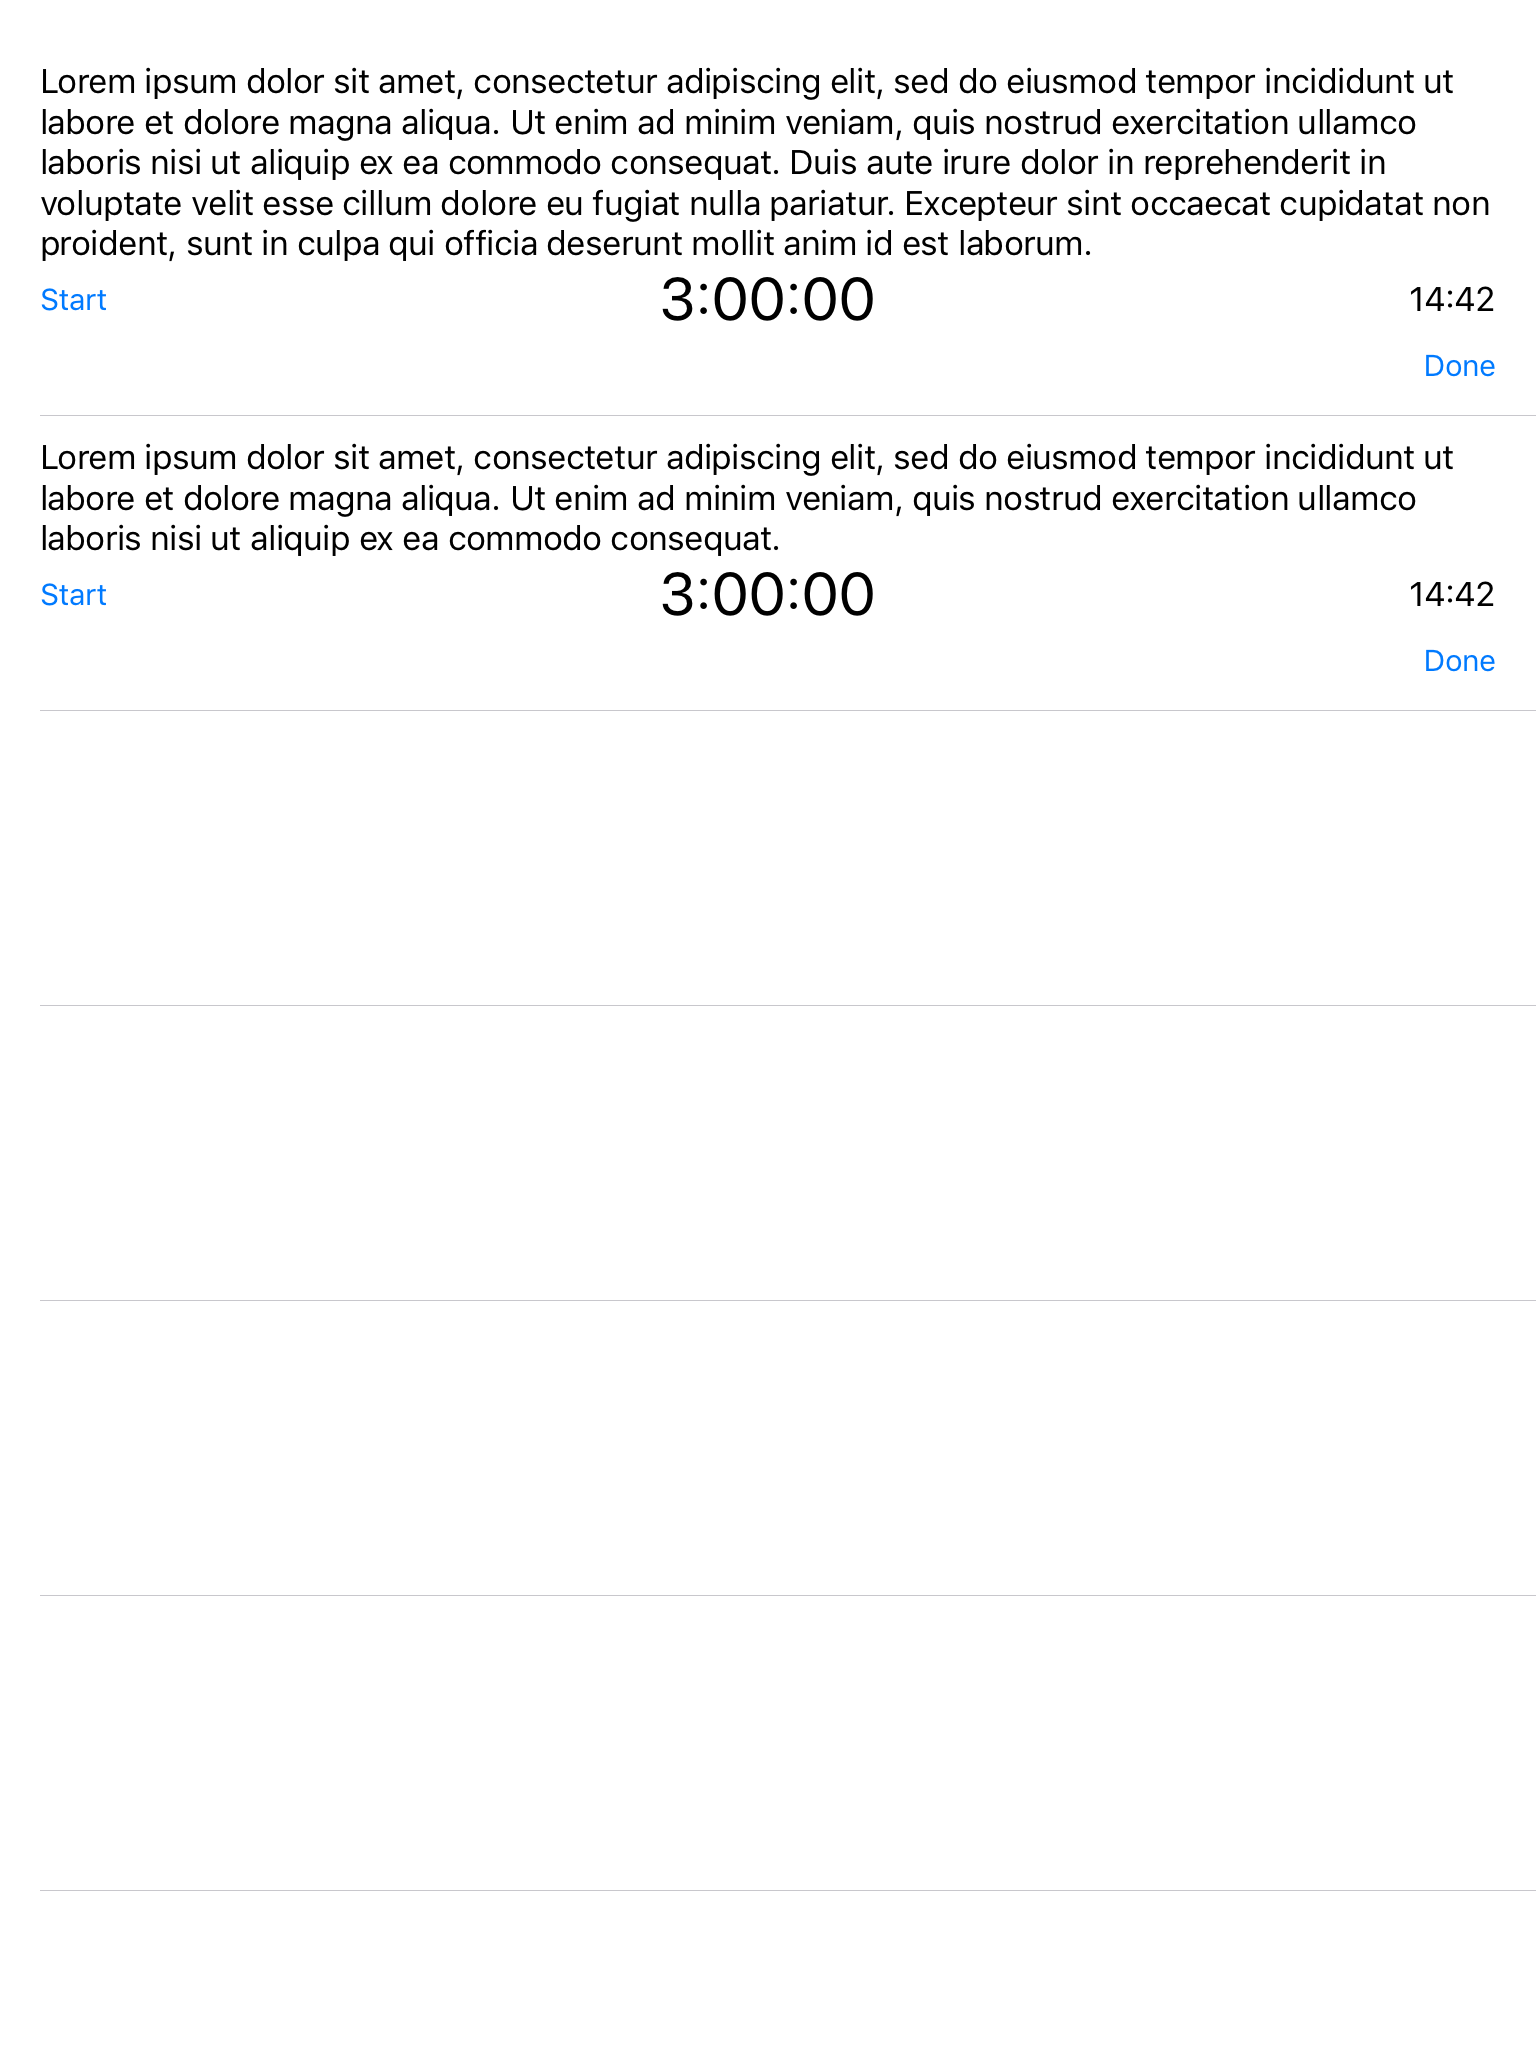 Lorem ipsum dolor sit amet, consectetur adipiscing elit, sed do eiusmod tempor incididunt ut
labore et dolore magna aliqua. Ut enim ad minim veniam, quis nostrud exercitation ullamco
laboris nisi ut aliquip ex ea commodo consequat. Duis aute irure dolor in reprehenderit in
voluptate velit esse cillum dolore eu fugiat nulla pariatur. Excepteur sint occaecat cupidatat non
proident, sunt in culpa qui officia deserunt mollit anim id est laborum.
Start 3:00:00 14:42
Done
Lorem ipsum dolor sit amet, consectetur adipiscing elit, sed do eiusmod tempor incididunt ut
labore et dolore magna aliqua. Ut enim ad minim veniam, quis nostrud exercitation ullamco
laboris nisi ut aliquip ex ea commodo consequat.
Start 3:00:00 14:42
Done